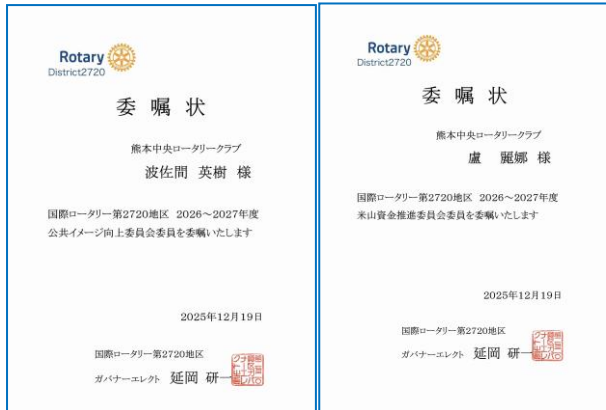 Rotary
District2720
委嘱状
熊本中央ロータリークラブ
波佐間 英樹 様
国際ロータリー第2720地区 2026～2027年度
公共イメージ向上委員会委員を委嘱いたします
2025年12月19日
国際ロータリー第2720地区
ガバナーエレクト 延岡 研一
Rotary
District2720
委嘱状
熊本中央ロータリークラブ
盧 麗娜 様
国際ロータリー第2720地区 2026～2027年度
米山資金推進委員会委員を委嘱いたします
2025年12月19日
国際ロータリー第2720地区
ガバナーエレクト 延岡 研一